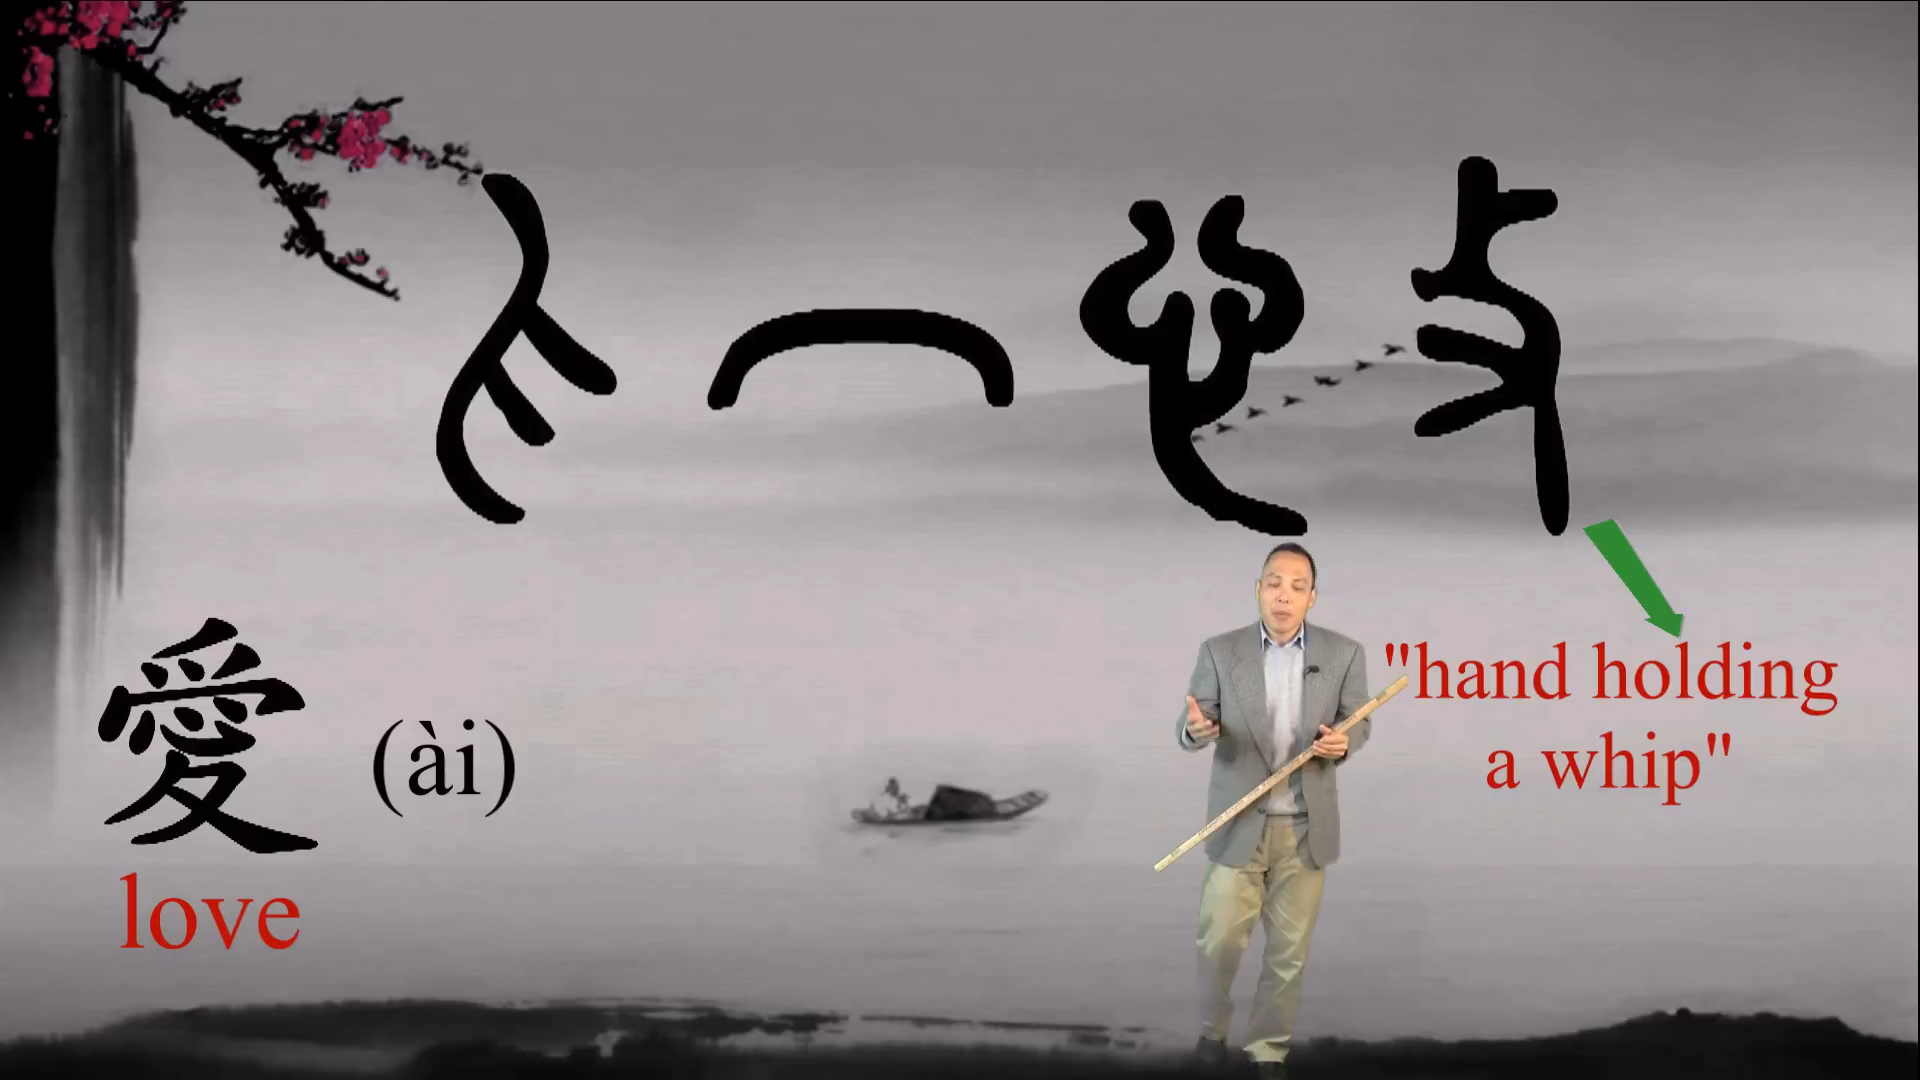 愛 (ài)
love
"hand holding
a whip"